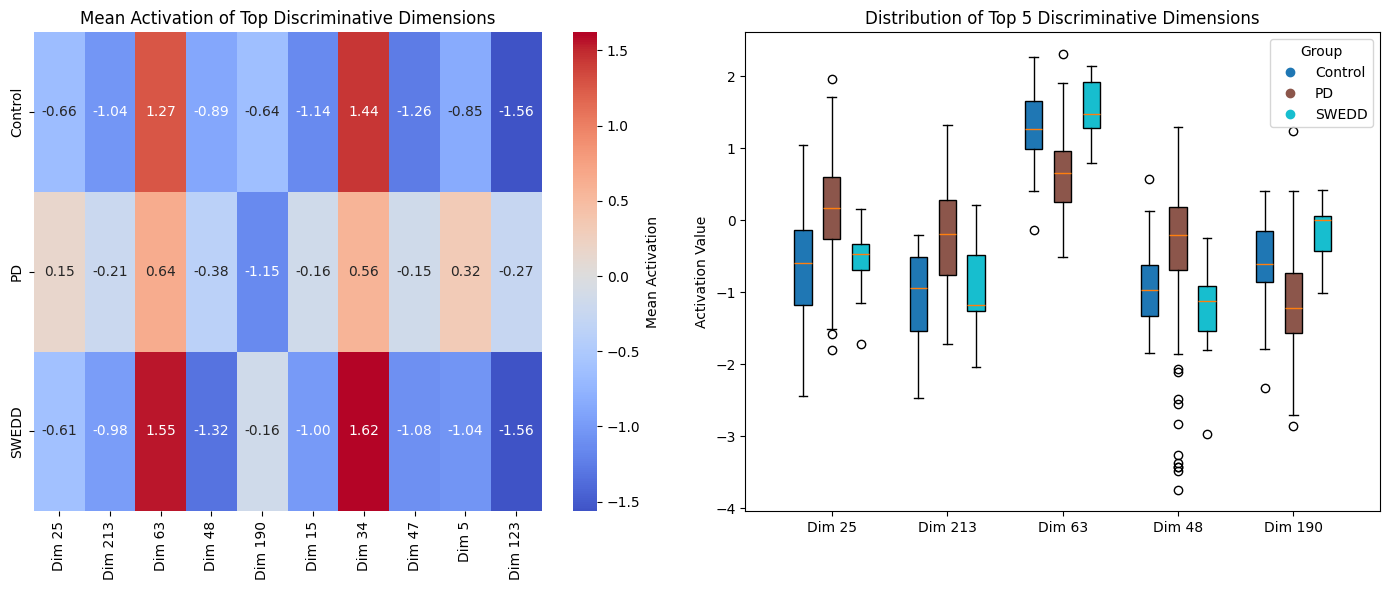 Mean Activation of Top Discriminative Dimensions
Control
-0.66 -1.04 1.27 -0.89 -0.64 -1.14 1.44 -1.26 -0.85 -1.56
PD
0.15 -0.21 0.64 -0.38 -1.15 -0.16 0.56 -0.15 0.32 -0.27
SWEDD
-0.61 -0.98 1.55 -1.32 -0.16 -1.00 1.62 -1.08 -1.04 -1.56
Dim 25
Dim 213
Dim 63
Dim 48
Dim 190
Dim 15
Dim 34
Dim 47
Dim 5
Dim 123
1.5
1.0
0.5
0.0
−0.5
−1.0
−1.5
Mean Activation
Distribution of Top 5 Discriminative Dimensions
Group
Control
PD
SWEDD
Activation Value
2
1
0
−1
−2
−3
−4
Dim 25 Dim 213 Dim 63 Dim 48 Dim 190